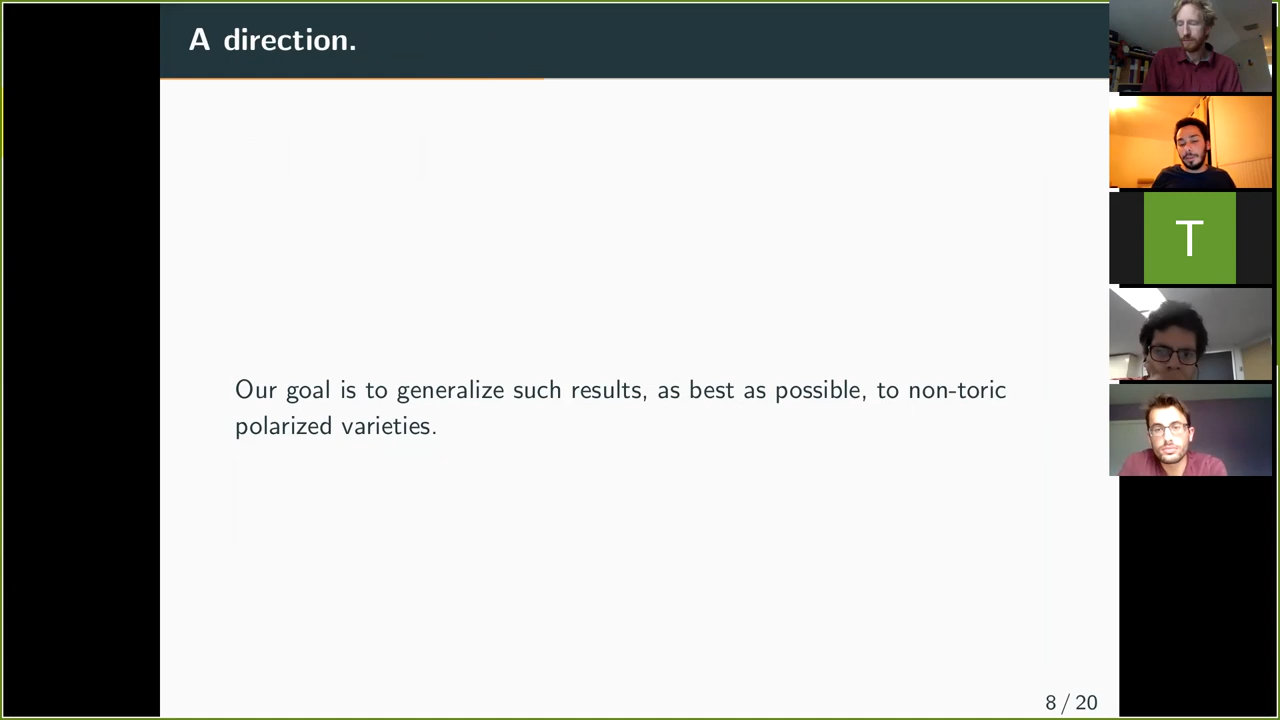 A direction.
Our goal is to generalize such results, as best as possible, to non-toric
polarized varieties.
8 / 20
T